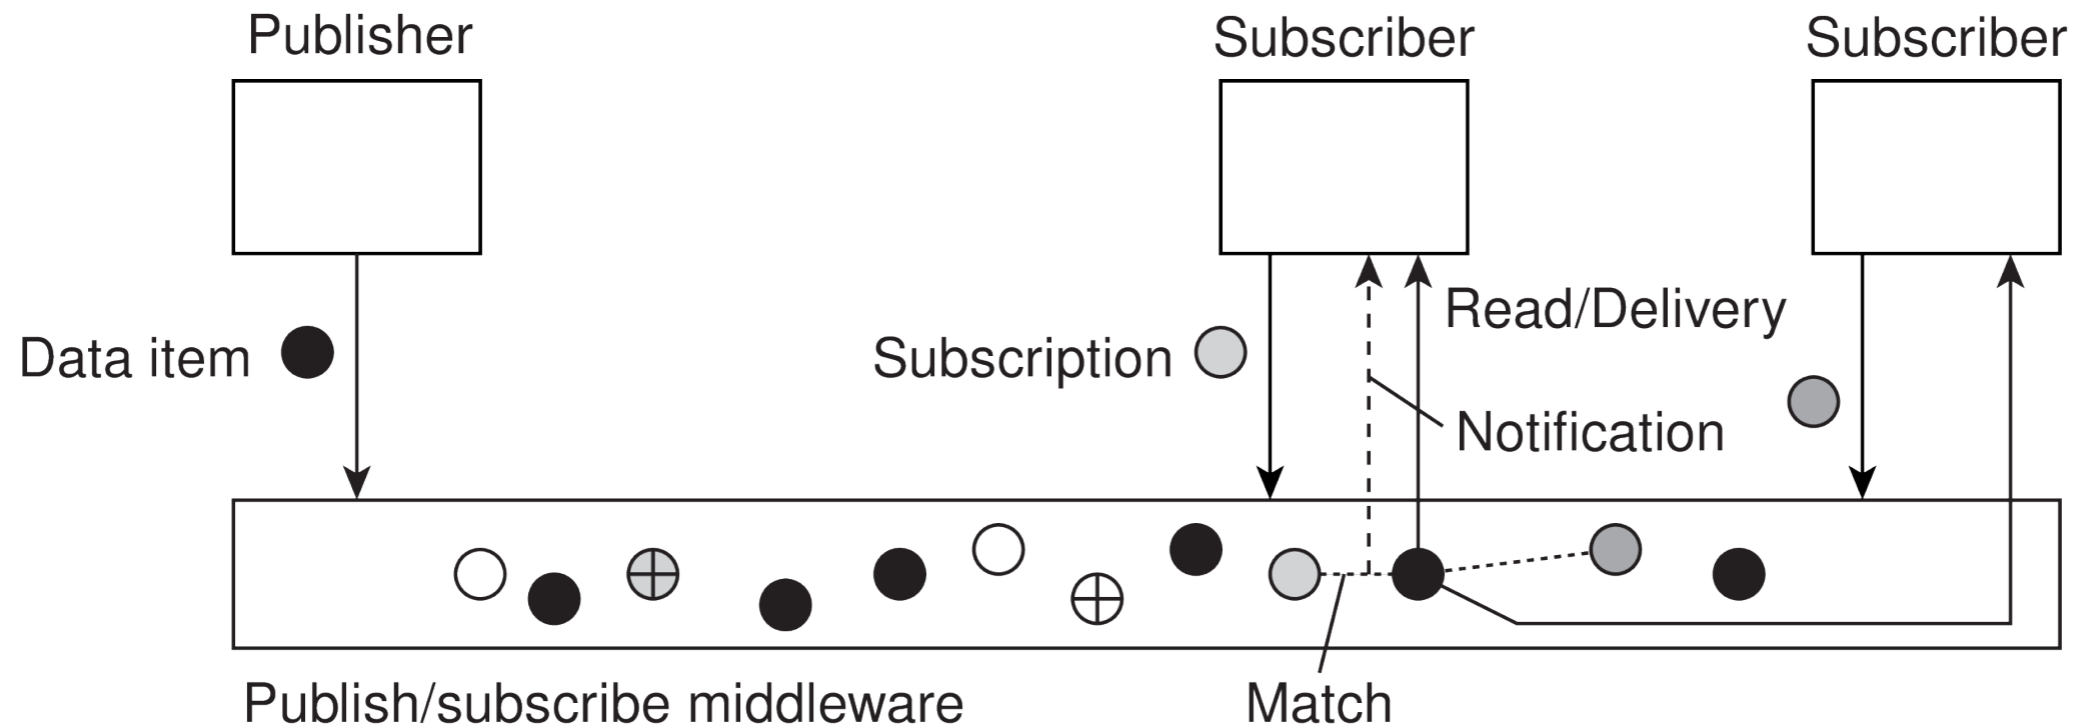 Publisher
Subscriber
Subscriber
Data item
Subscription
Read/Delivery
Notification
Publish/subscribe middleware
Match